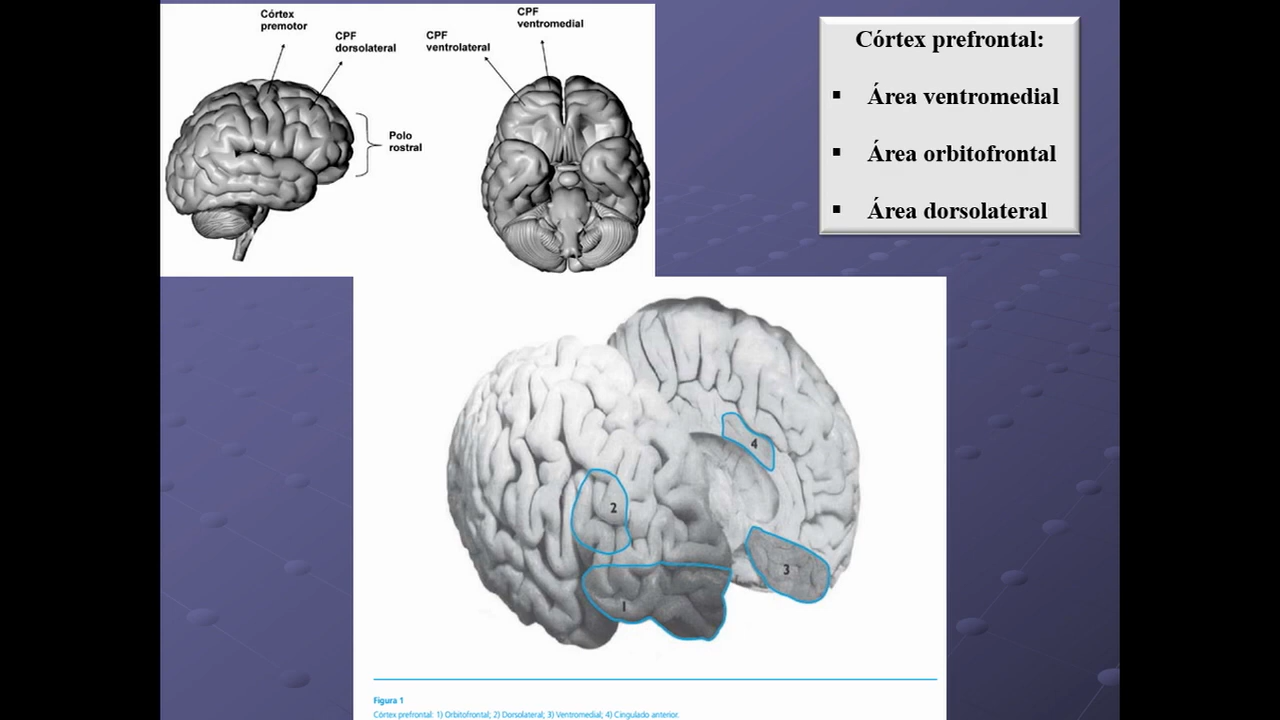 Córtex
premotor
CPF
dorsolateral
Polo
rostral
CPF
ventrolateral
CPF
ventromedial
Córtex prefrontal:
▪ Área ventromedial
▪ Área orbitofrontal
▪ Área dorsolateral
4
2
3
1
Figura 1
Córtex prefrontal: 1) Orbitofrontal; 2) Dorsolateral; 3) Ventromedial; 4) Cingulado anterior.